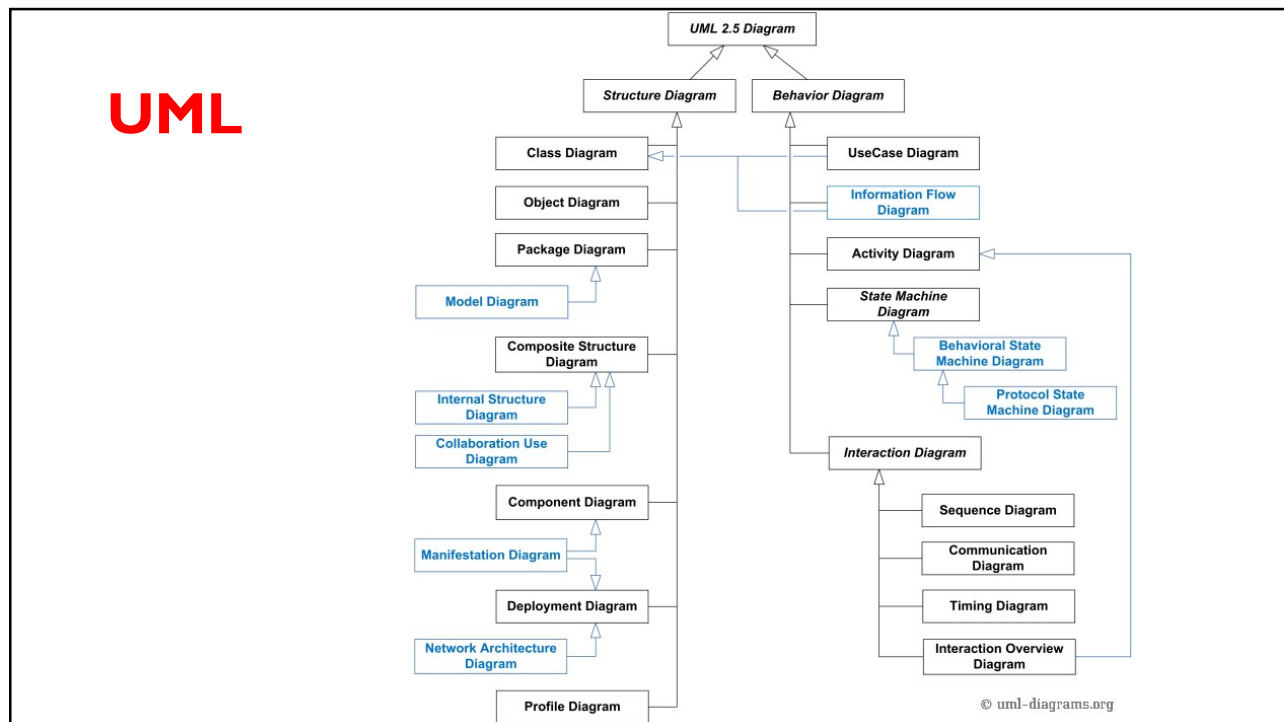 UML 2.5 Diagram
UML
Structure Diagram
Behavior Diagram
Class Diagram
Object Diagram
Package Diagram
Model Diagram
Composite Structure
Diagram
Internal Structure
Diagram
Collaboration Use
Diagram
Component Diagram
Manifestation Diagram
Deployment Diagram
Network Architecture
Diagram
Profile Diagram
UseCase Diagram
Information Flow
Diagram
Activity Diagram
State Machine
Diagram
Behavioral State
Machine Diagram
Protocol State
Machine Diagram
Interaction Diagram
Sequence Diagram
Communication
Diagram
Timing Diagram
Interaction Overview
Diagram
© uml-diagrams.org